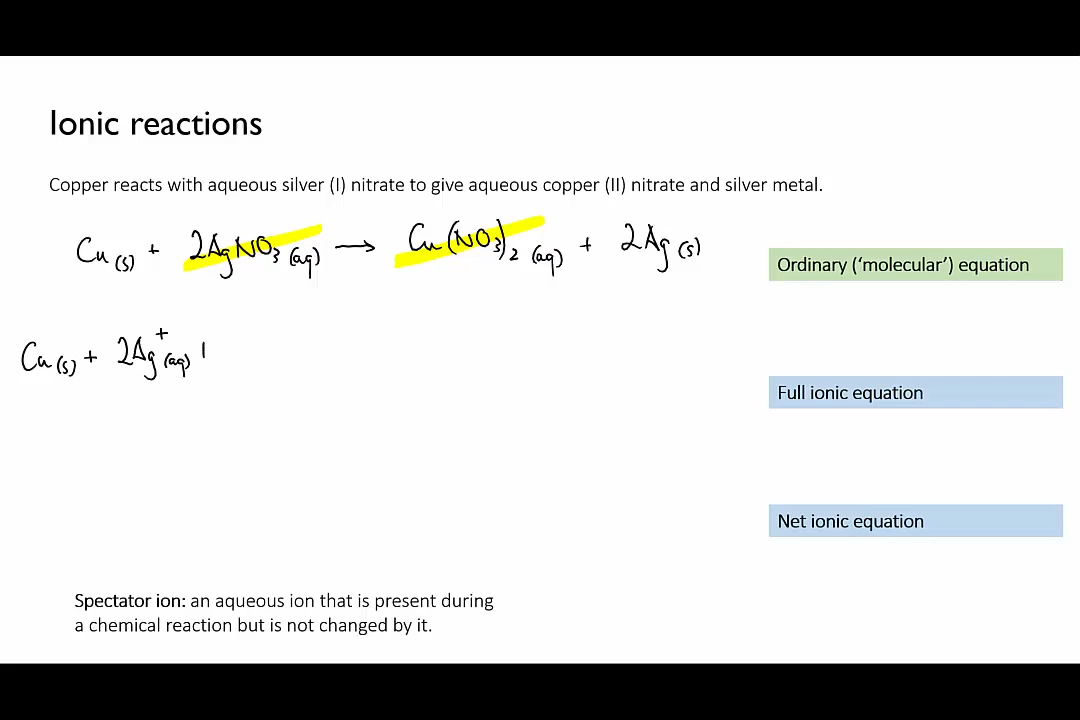 Ionic reactions
Copper reacts with aqueous silver (I) nitrate to give aqueous copper (II) nitrate and silver metal.
Cu (s) + 2AgNO₃ (aq) → Cu(NO₃)₂ (aq) + 2Ag (s)
Ordinary (‘molecular’) equation
Cu (s) + 2Ag⁺ (aq)
Full ionic equation
Net ionic equation
Spectator ion: an aqueous ion that is present during
a chemical reaction but is not changed by it.